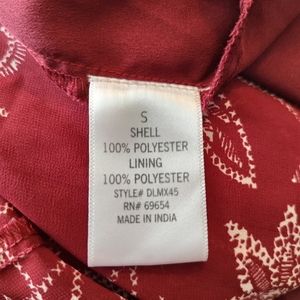 S
SHELL
100% POLYESTER
LINING
100% POLYESTER
STYLE# DLMX45
RN# 69654
MADE IN INDIA